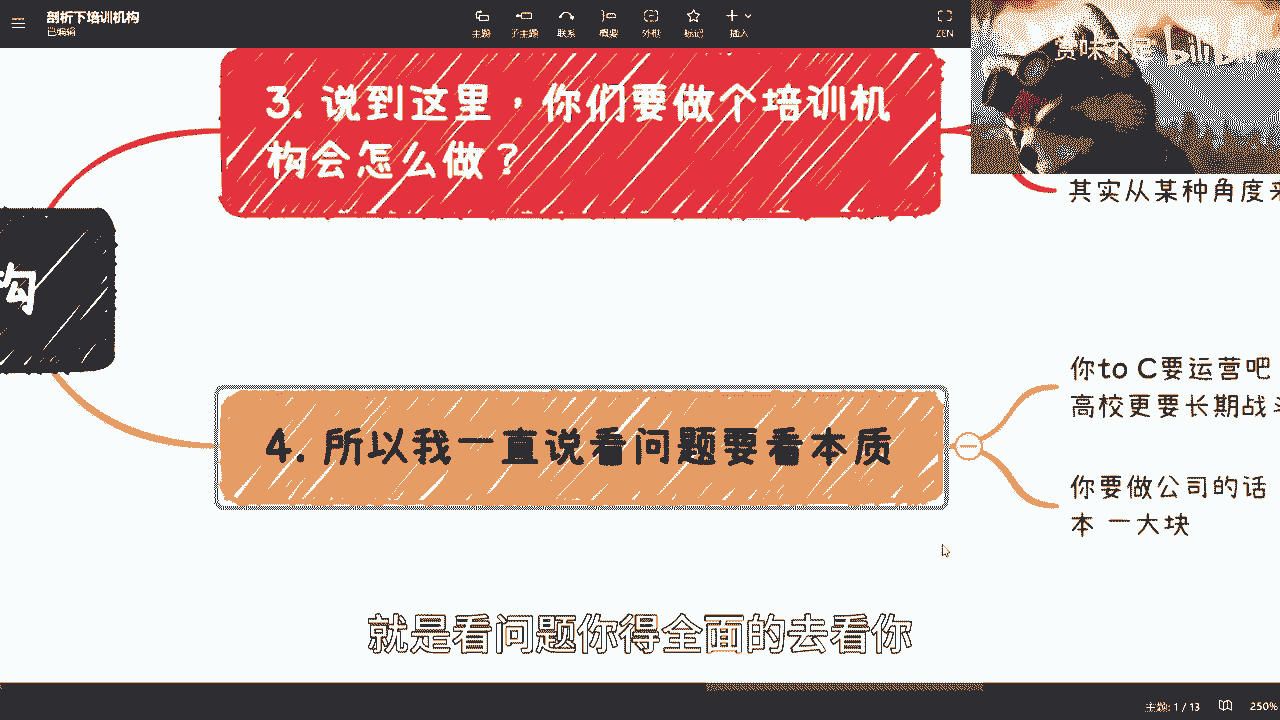 剖析下培训机构
已编辑
主题 子主题 联系 概要 外框 标记 插入
ZEN
赏味不足
3. 说到这里，你们要做个培训机
构会怎么做？
其实从某种角度来
构
你to C要运营吧
高校更要长期战斗
4. 所以我一直说看问题要看本质
你要做公司的话
本 一大块
就是看问题你得全面的去看你
主题: 1 / 13
250%